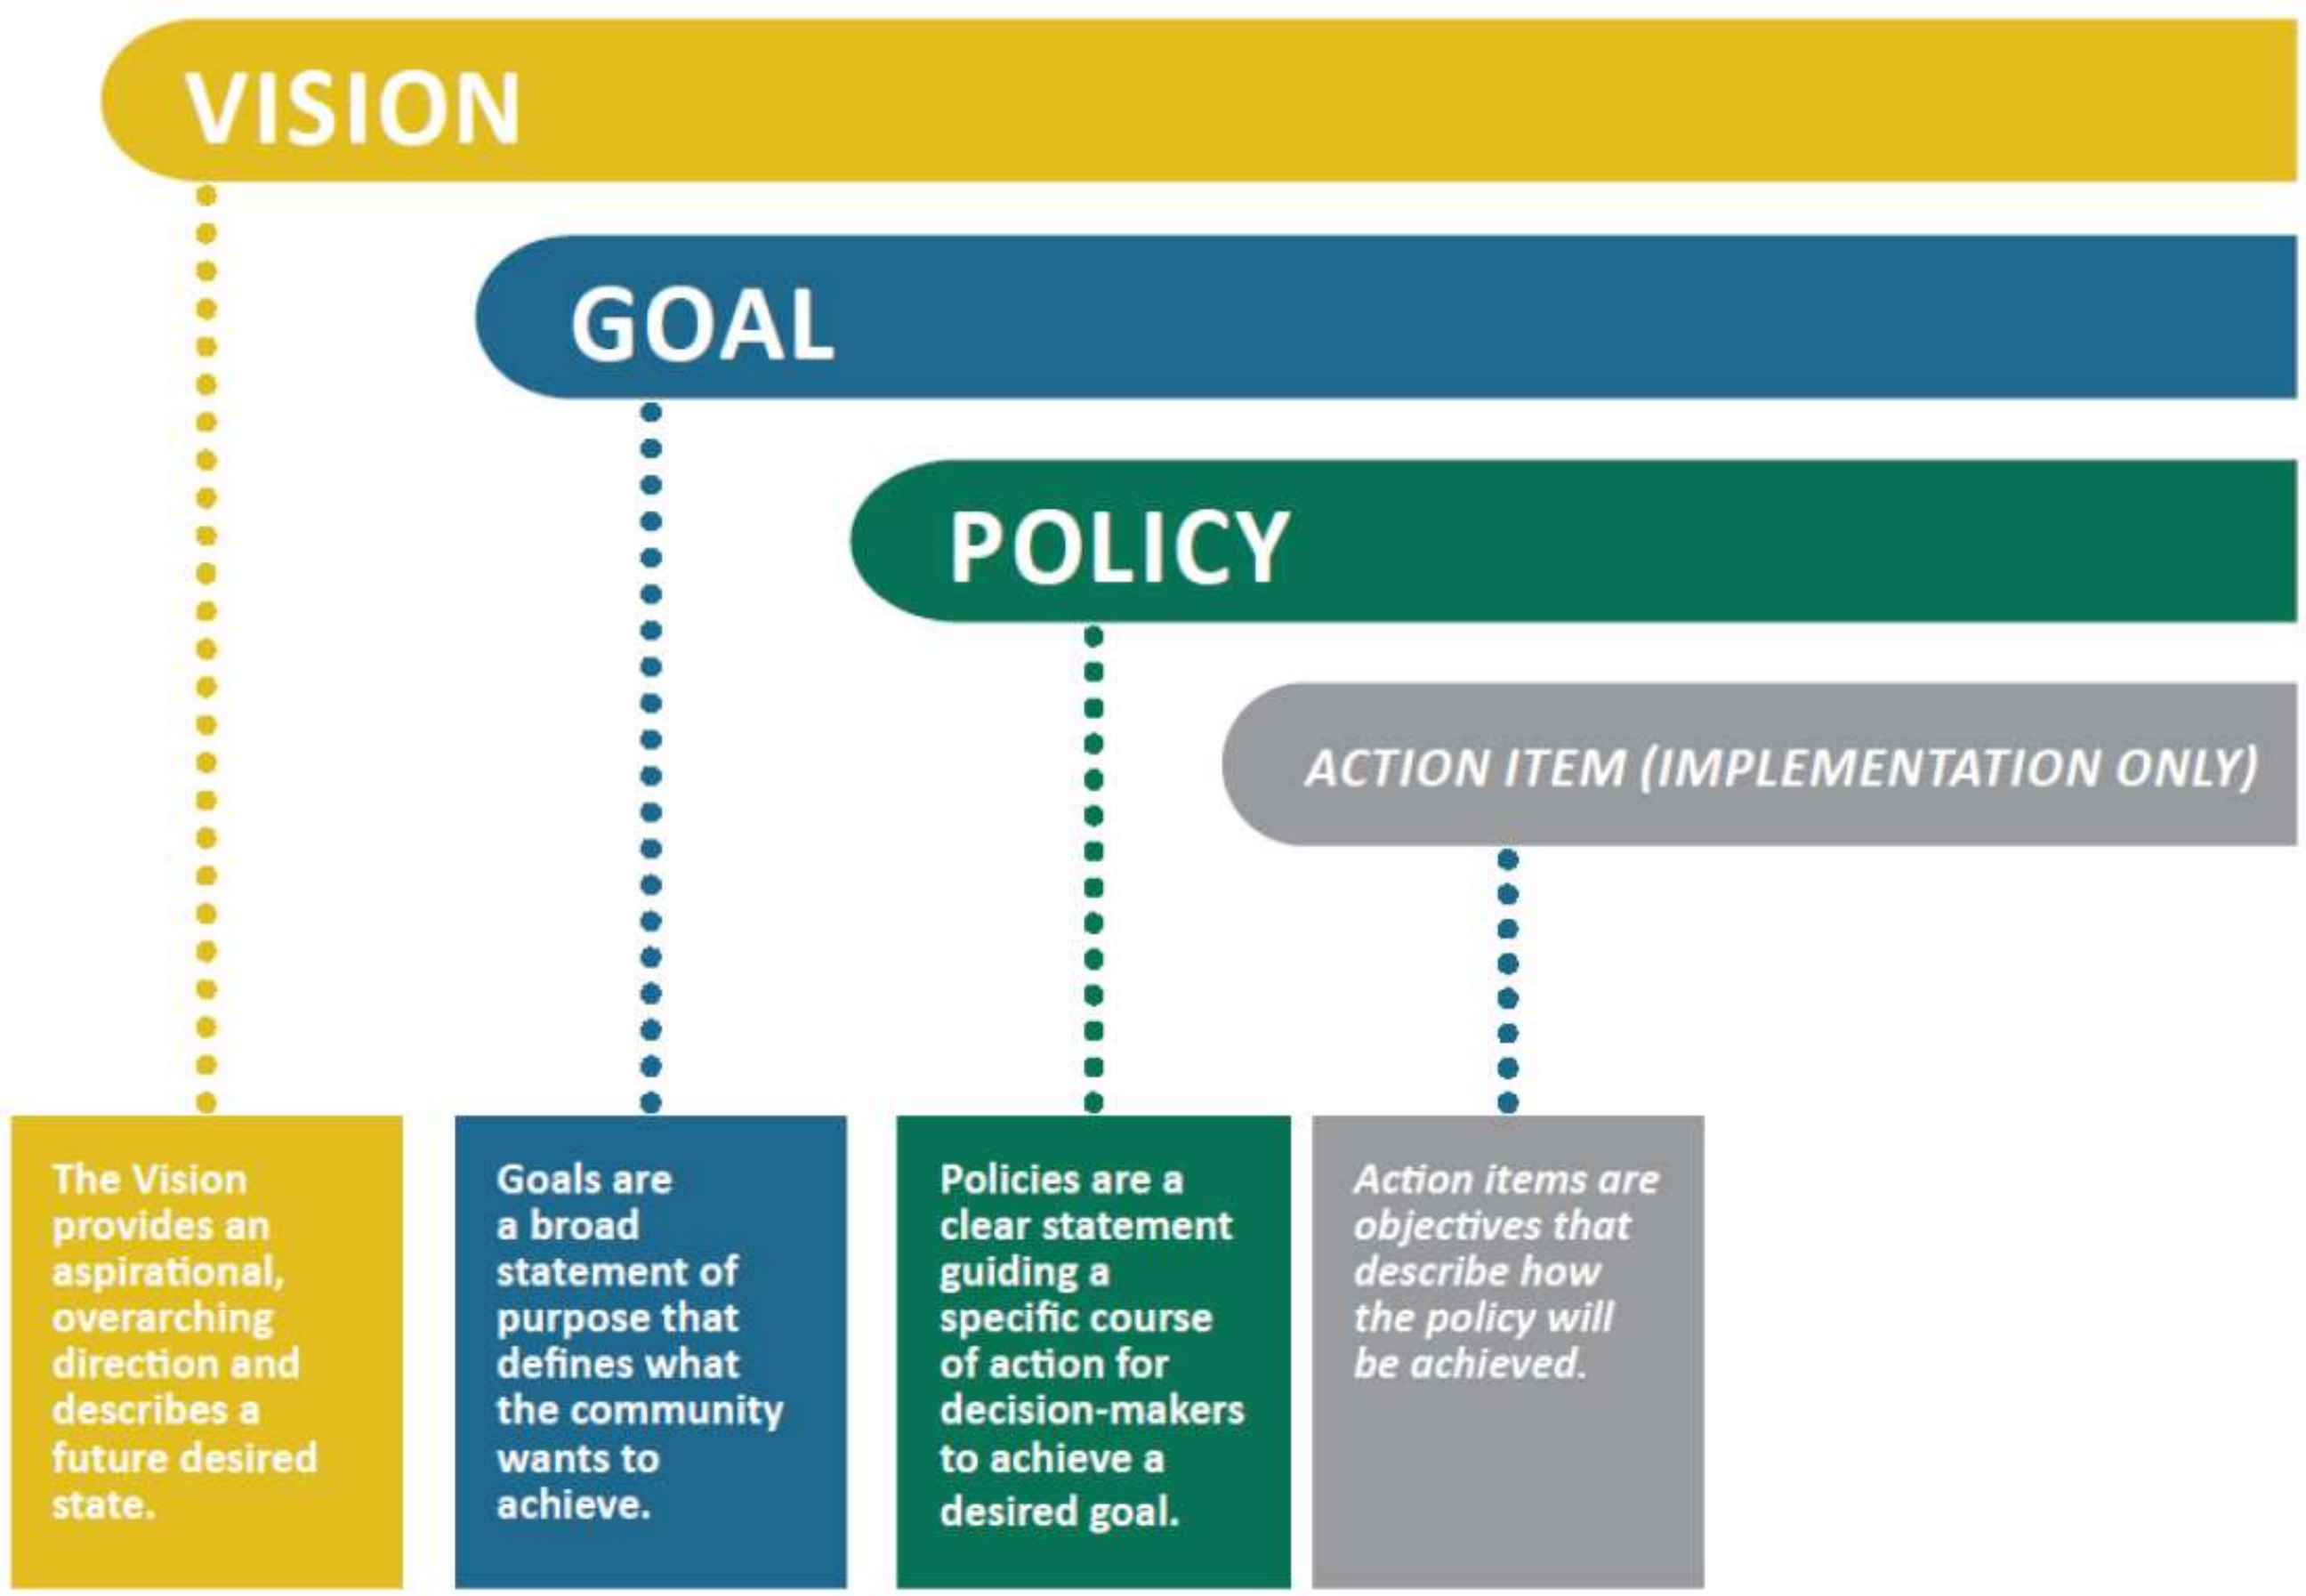 VISION
GOAL
POLICY
ACTION ITEM (IMPLEMENTATION ONLY)
The Vision
provides an
aspirational,
overarching
direction and
describes a
future desired
state.
Goals are
a broad
statement of
purpose that
defines what
the community
wants to
achieve.
Policies are a
clear statement
guiding a
specific course
of action for
decision-makers
to achieve a
desired goal.
Action items are
objectives that
describe how
the policy will
be achieved.